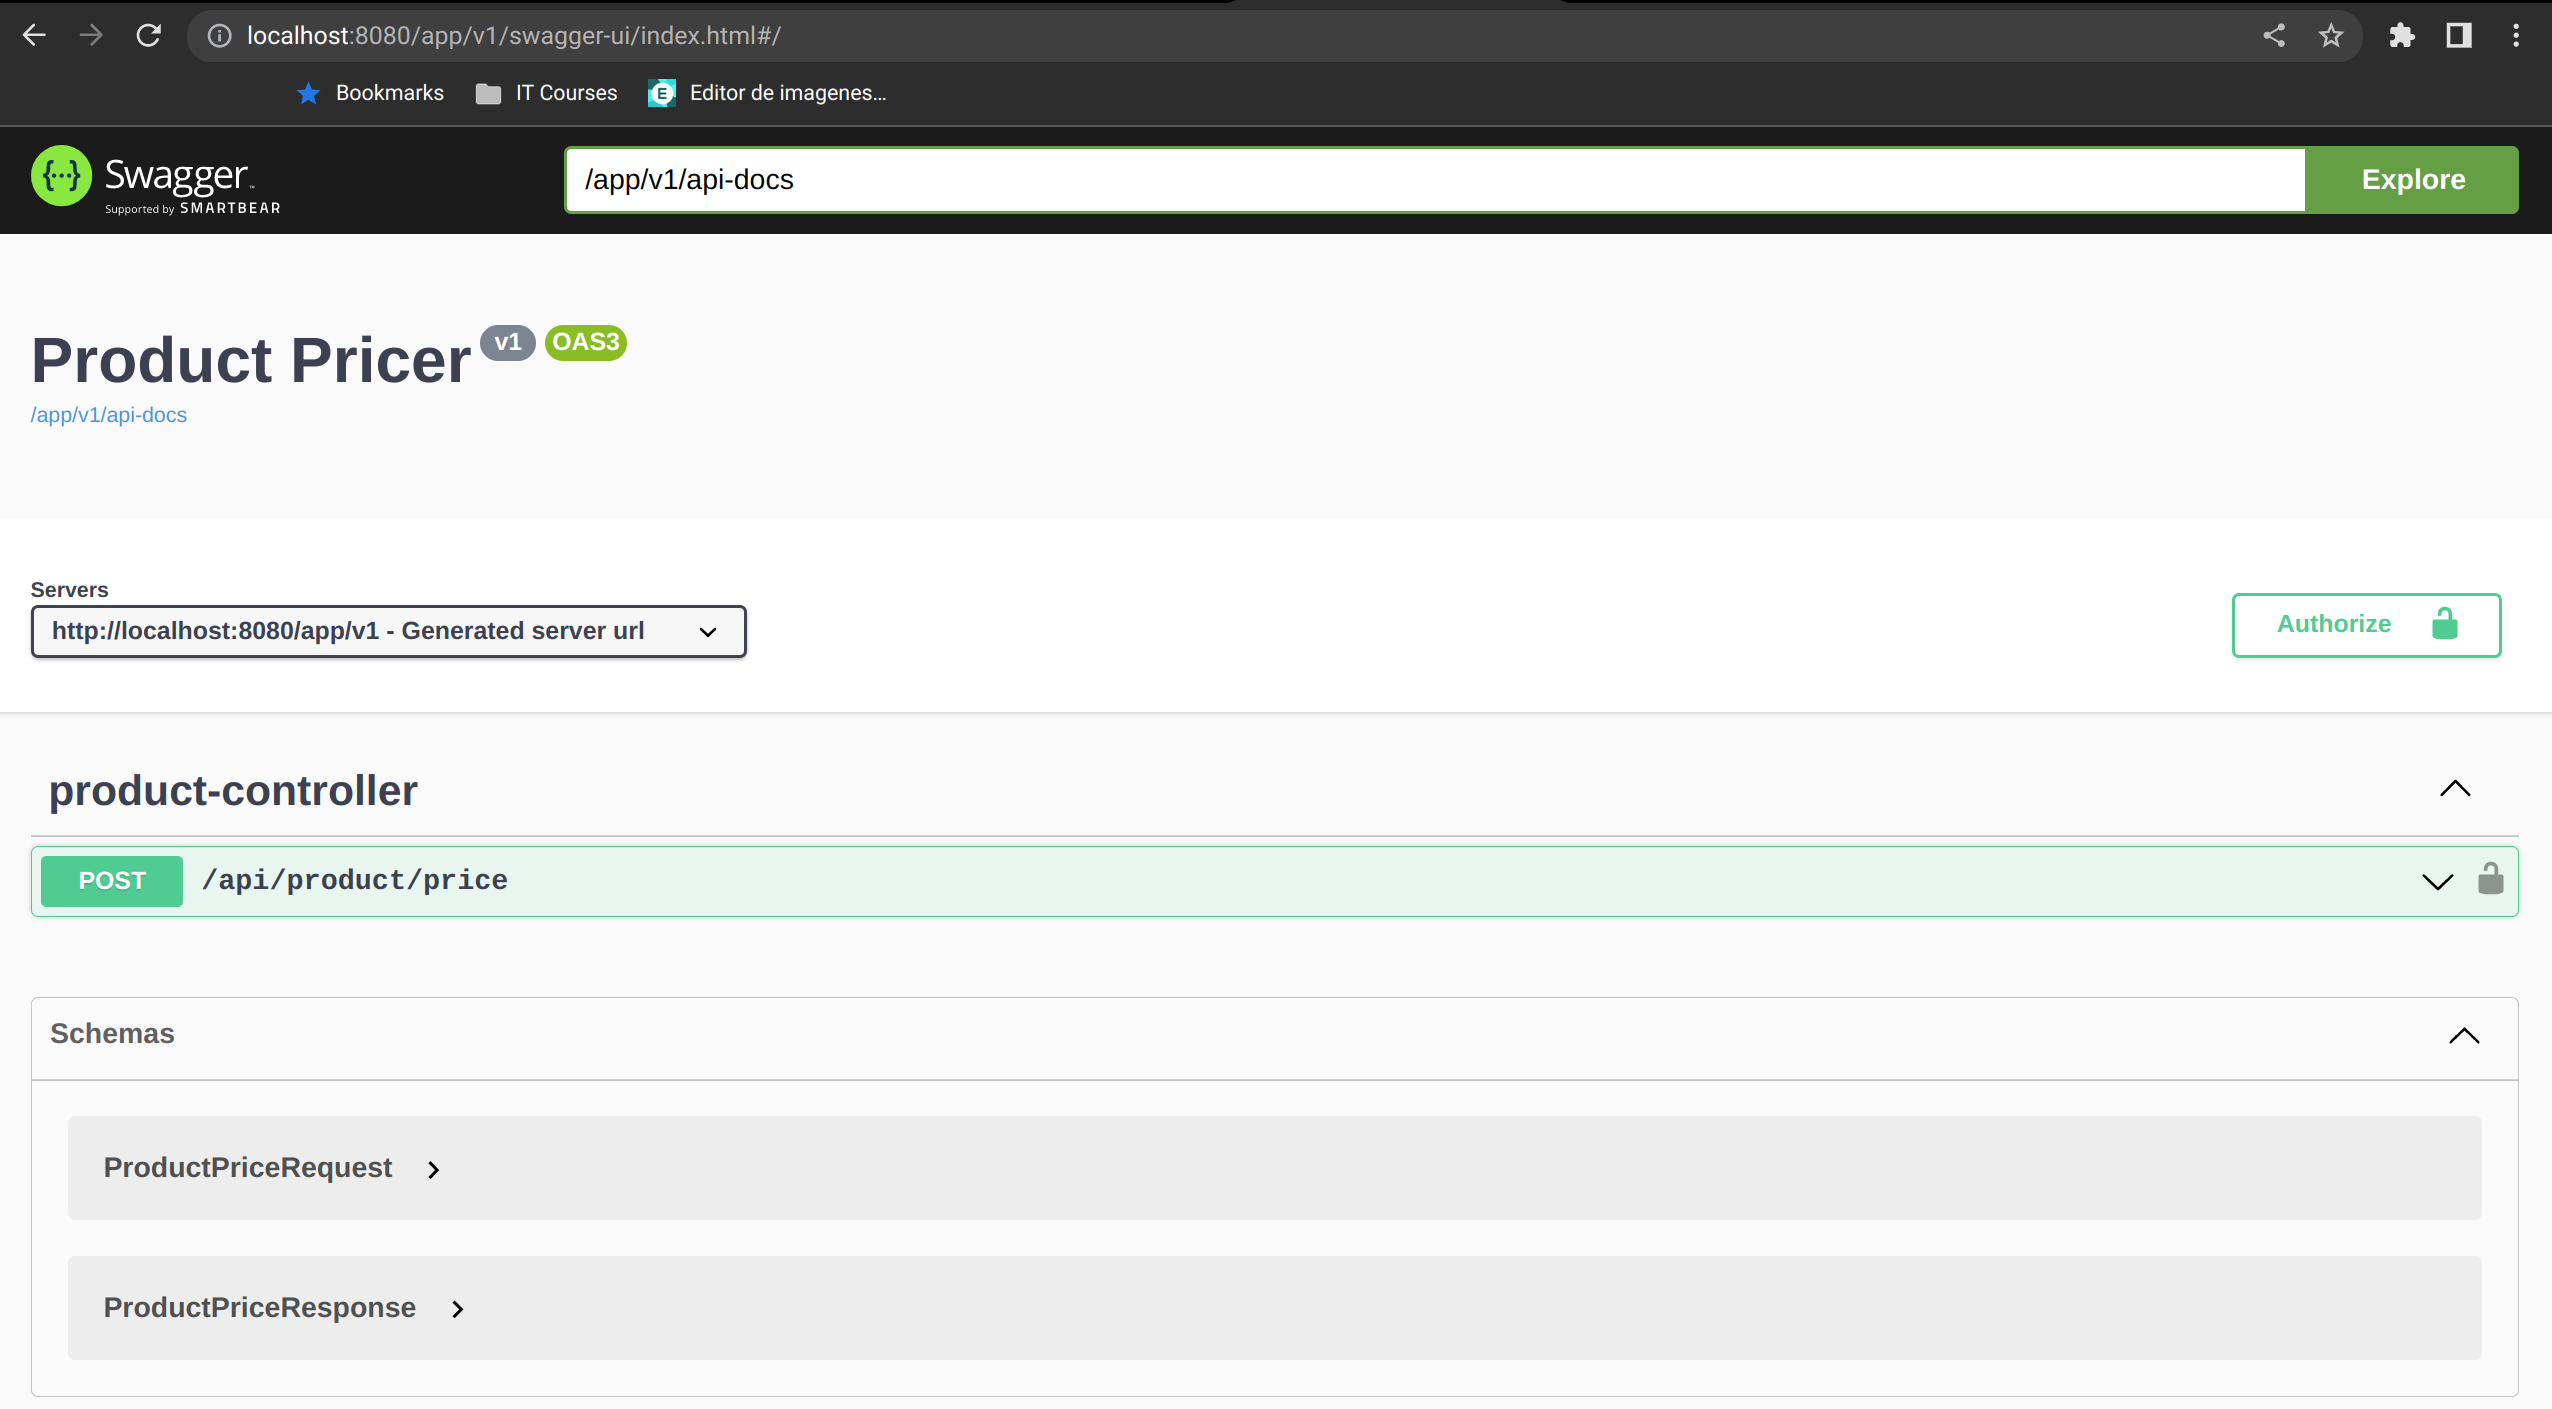 localhost:8080/app/v1/swagger-ui/index.html#/
Bookmarks IT Courses E Editor de imagenes...
{···} Swagger™
Supported by SMARTBEAR
/app/v1/api-docs Explore
Product Pricer v1 OAS3
/app/v1/api-docs
Servers
http://localhost:8080/app/v1 - Generated server url
Authorize
product-controller
POST /api/product/price
Schemas
ProductPriceRequest
ProductPriceResponse